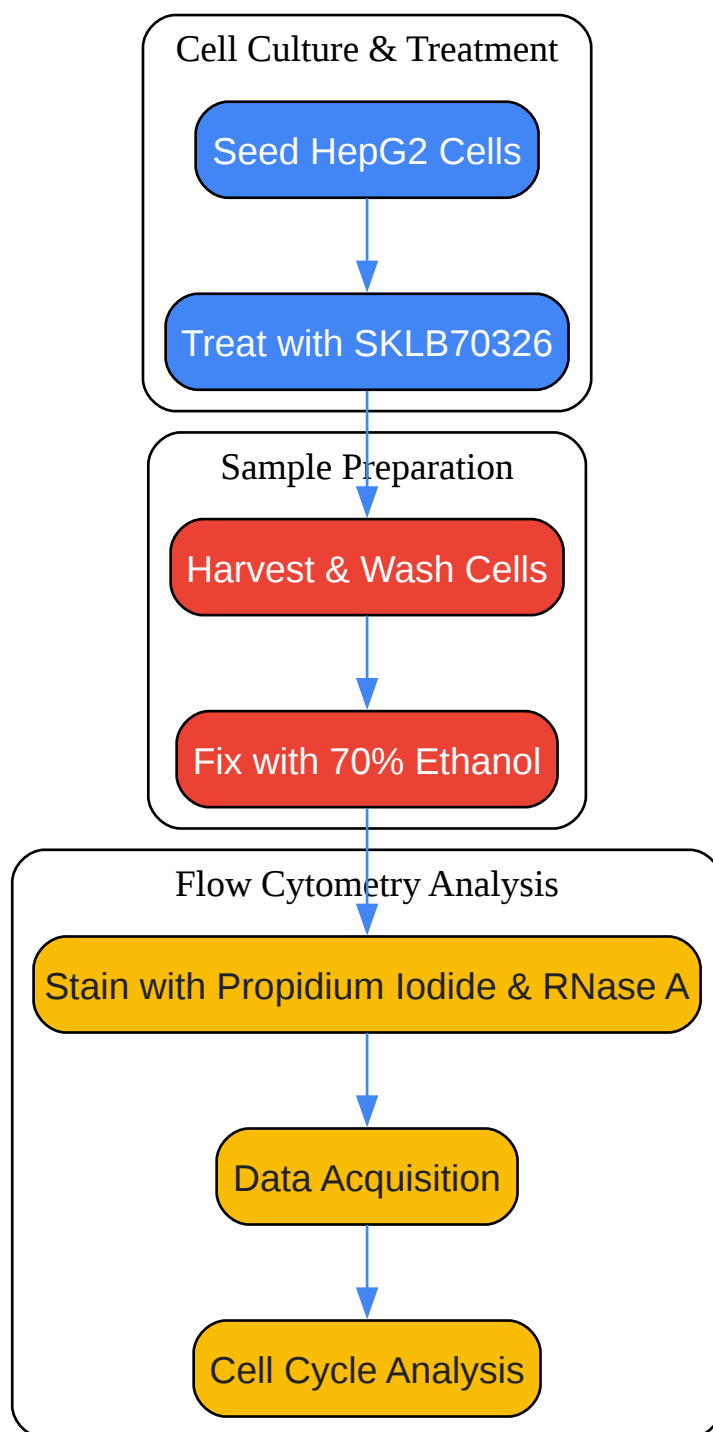 Cell Culture & Treatment
Seed HepG2 Cells
Treat with SKLB70326
Sample Preparation
Harvest & Wash Cells
Fix with 70% Ethanol
Flow Cytometry Analysis
Stain with Propidium Iodide & RNase A
Data Acquisition
Cell Cycle Analysis